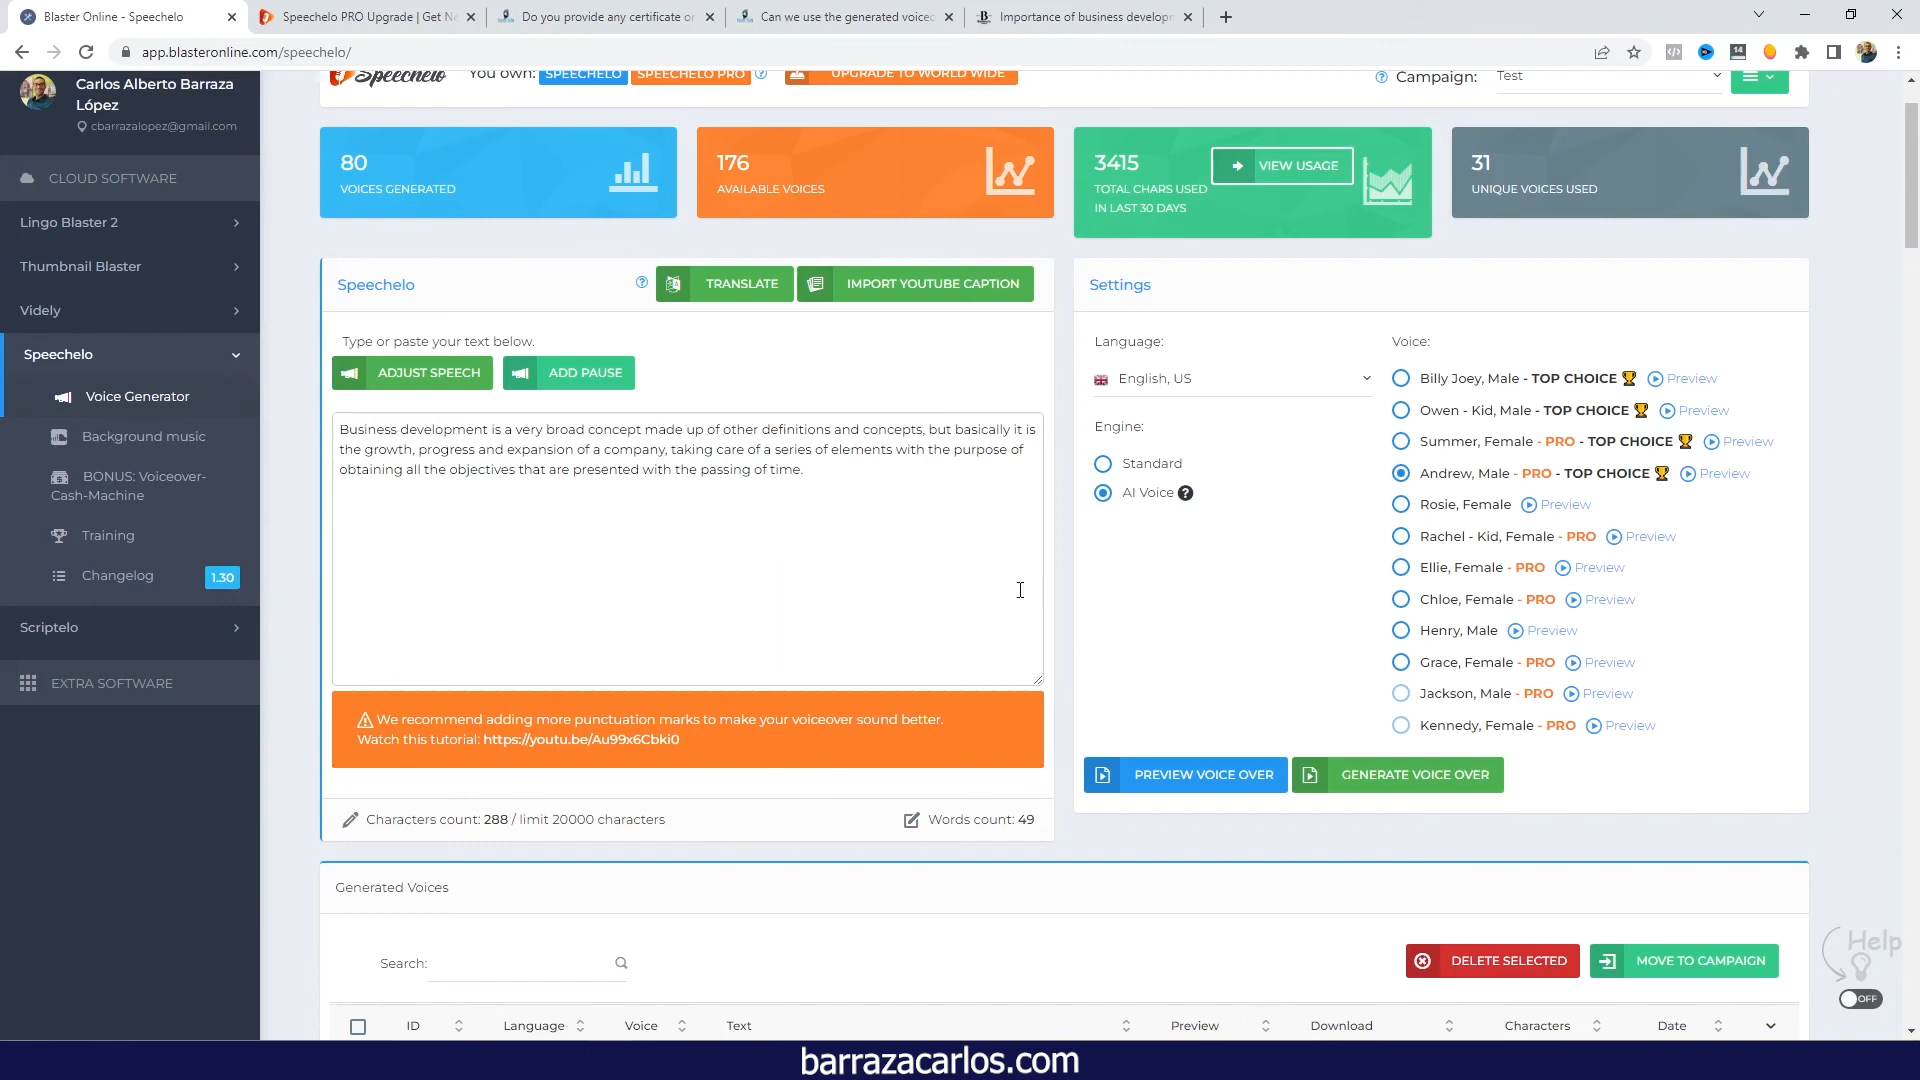 Blaster Online - Speechelo
Speechelo PRO Upgrade | Get Ne
Do you provide any certificate or
Can we use the generated voiceo
Importance of business developm
app.blasteronline.com/speechelo/
14
Carlos Alberto Barraza
López
cbarrazalopez@gmail.com
CLOUD SOFTWARE
Lingo Blaster 2
Thumbnail Blaster
Videly
Speechelo
Voice Generator
Background music
BONUS: Voiceover-
Cash-Machine
Training
Changelog 1.30
Scriptelo
EXTRA SOFTWARE
Speechelo You own: SPEECHELO SPEECHELO PRO UPGRADE TO WORLD WIDE
Campaign: Test
80
VOICES GENERATED
176
AVAILABLE VOICES
3415
TOTAL CHARS USED
IN LAST 30 DAYS
VIEW USAGE
31
UNIQUE VOICES USED
Speechelo
TRANSLATE
IMPORT YOUTUBE CAPTION
Type or paste your text below.
ADJUST SPEECH
ADD PAUSE
Business development is a very broad concept made up of other definitions and concepts, but basically it is
the growth, progress and expansion of a company, taking care of a series of elements with the purpose of
obtaining all the objectives that are presented with the passing of time.
We recommend adding more punctuation marks to make your voiceover sound better.
Watch this tutorial: https://youtu.be/Au99x6Cbki0
Characters count: 288 / limit 20000 characters
Words count: 49
Settings
Language:
English, US
Engine:
Standard
AI Voice
Voice:
Billy Joey, Male - TOP CHOICE Preview
Owen - Kid, Male - TOP CHOICE Preview
Summer, Female - PRO - TOP CHOICE Preview
Andrew, Male - PRO - TOP CHOICE Preview
Rosie, Female Preview
Rachel - Kid, Female - PRO Preview
Ellie, Female - PRO Preview
Chloe, Female - PRO Preview
Henry, Male Preview
Grace, Female - PRO Preview
Jackson, Male - PRO Preview
Kennedy, Female - PRO Preview
PREVIEW VOICE OVER
GENERATE VOICE OVER
Generated Voices
Search:
DELETE SELECTED
MOVE TO CAMPAIGN
ID Language Voice Text Preview Download Characters Date
Help
OFF
barrazacarlos.com